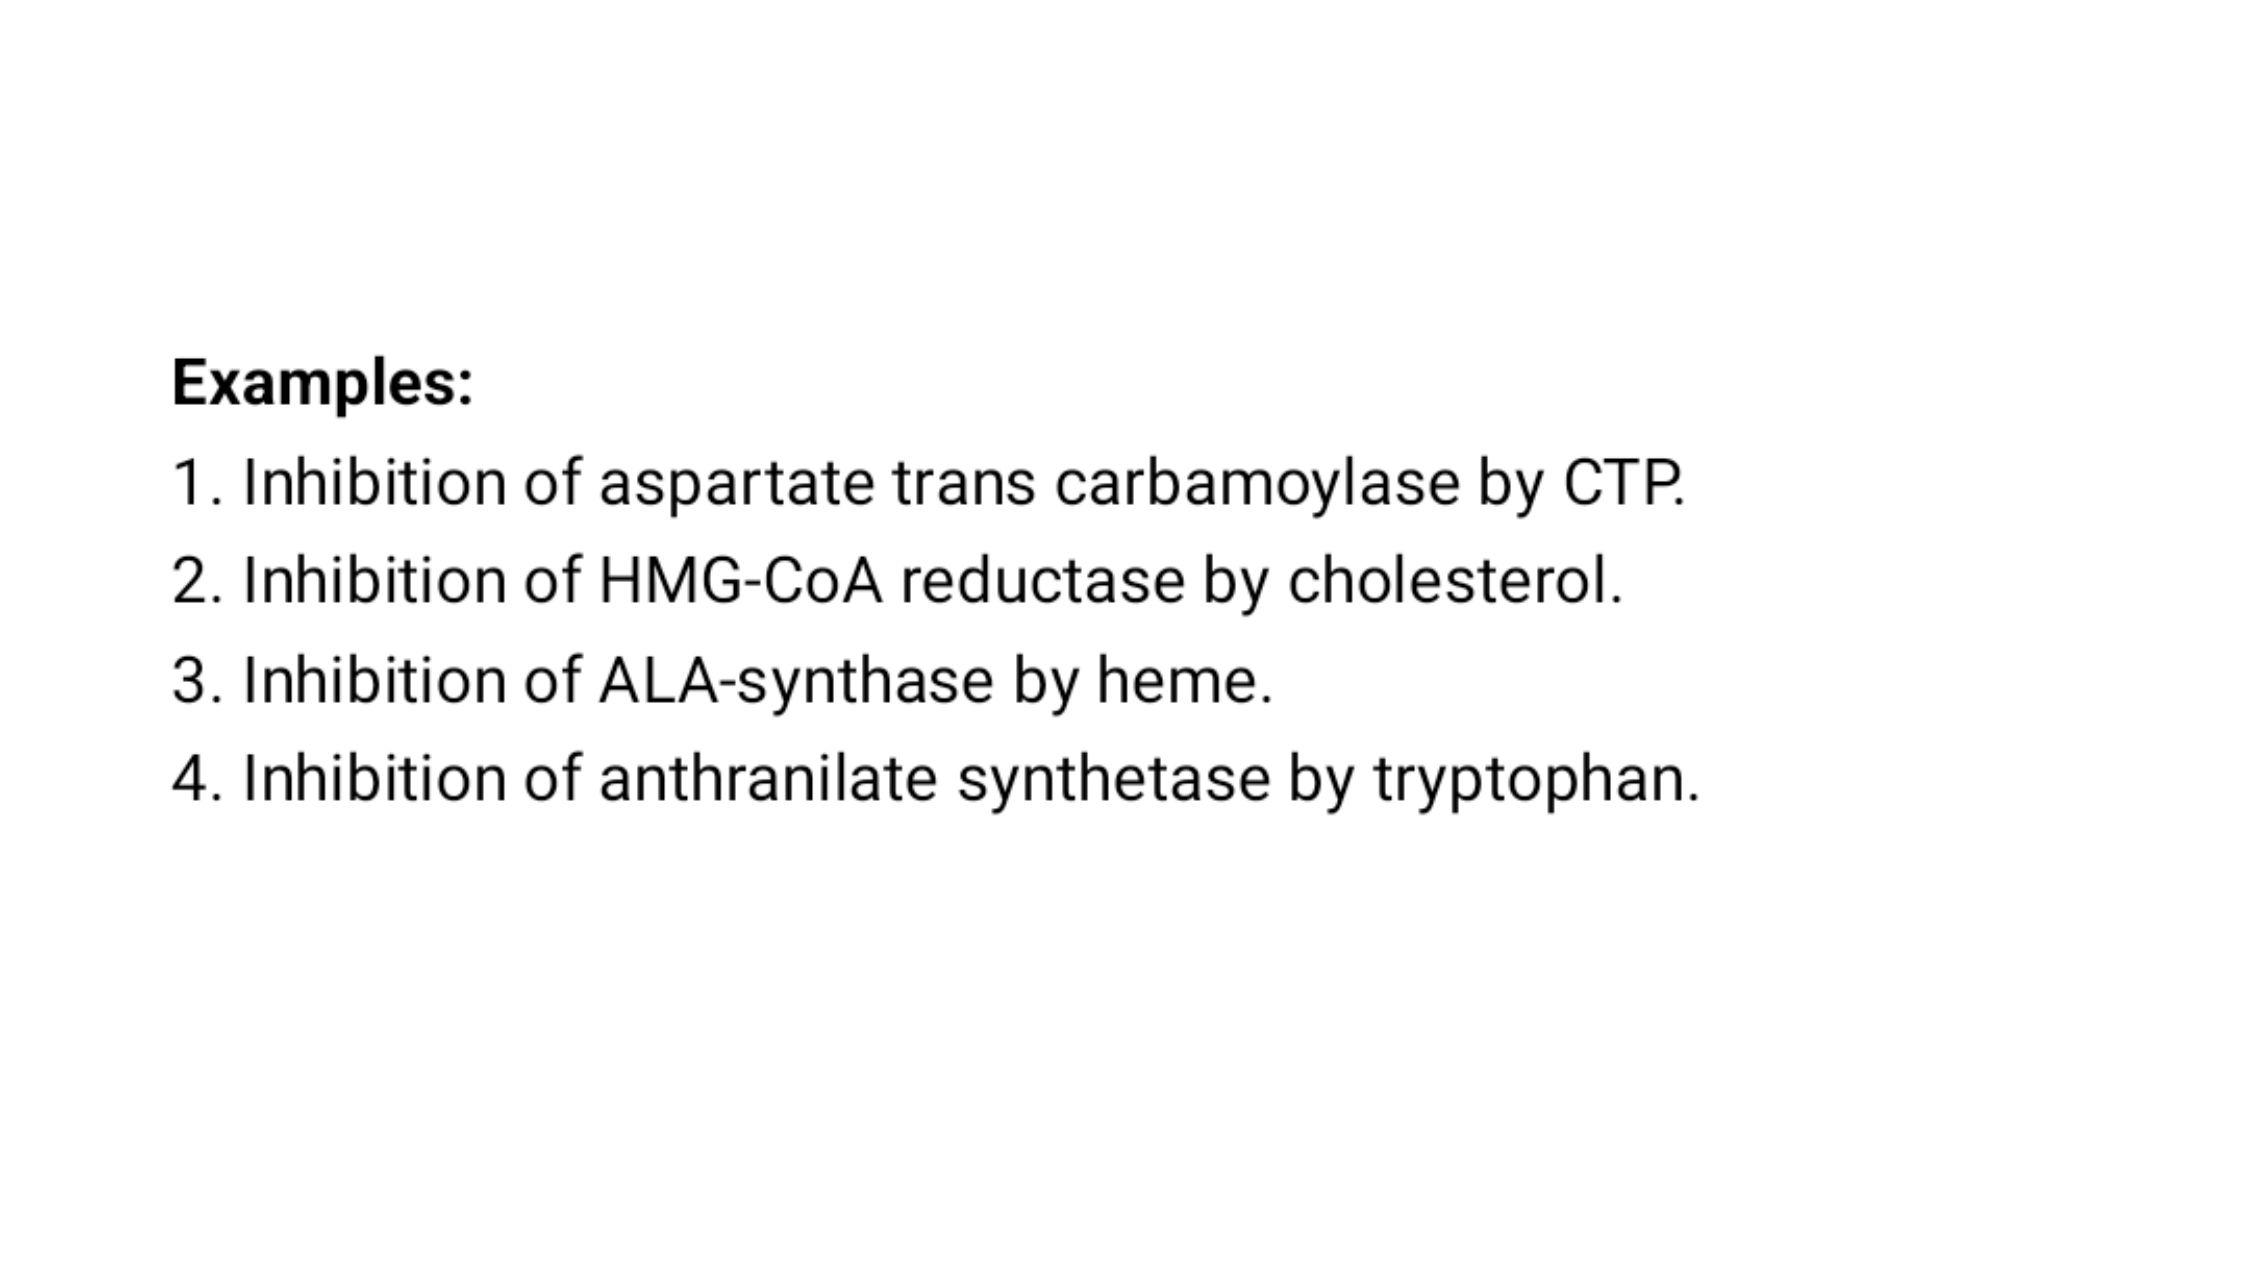 Examples:
1. Inhibition of aspartate trans carbamoylase by CTP.
2. Inhibition of HMG-CoA reductase by cholesterol.
3. Inhibition of ALA-synthase by heme.
4. Inhibition of anthranilate synthetase by tryptophan.